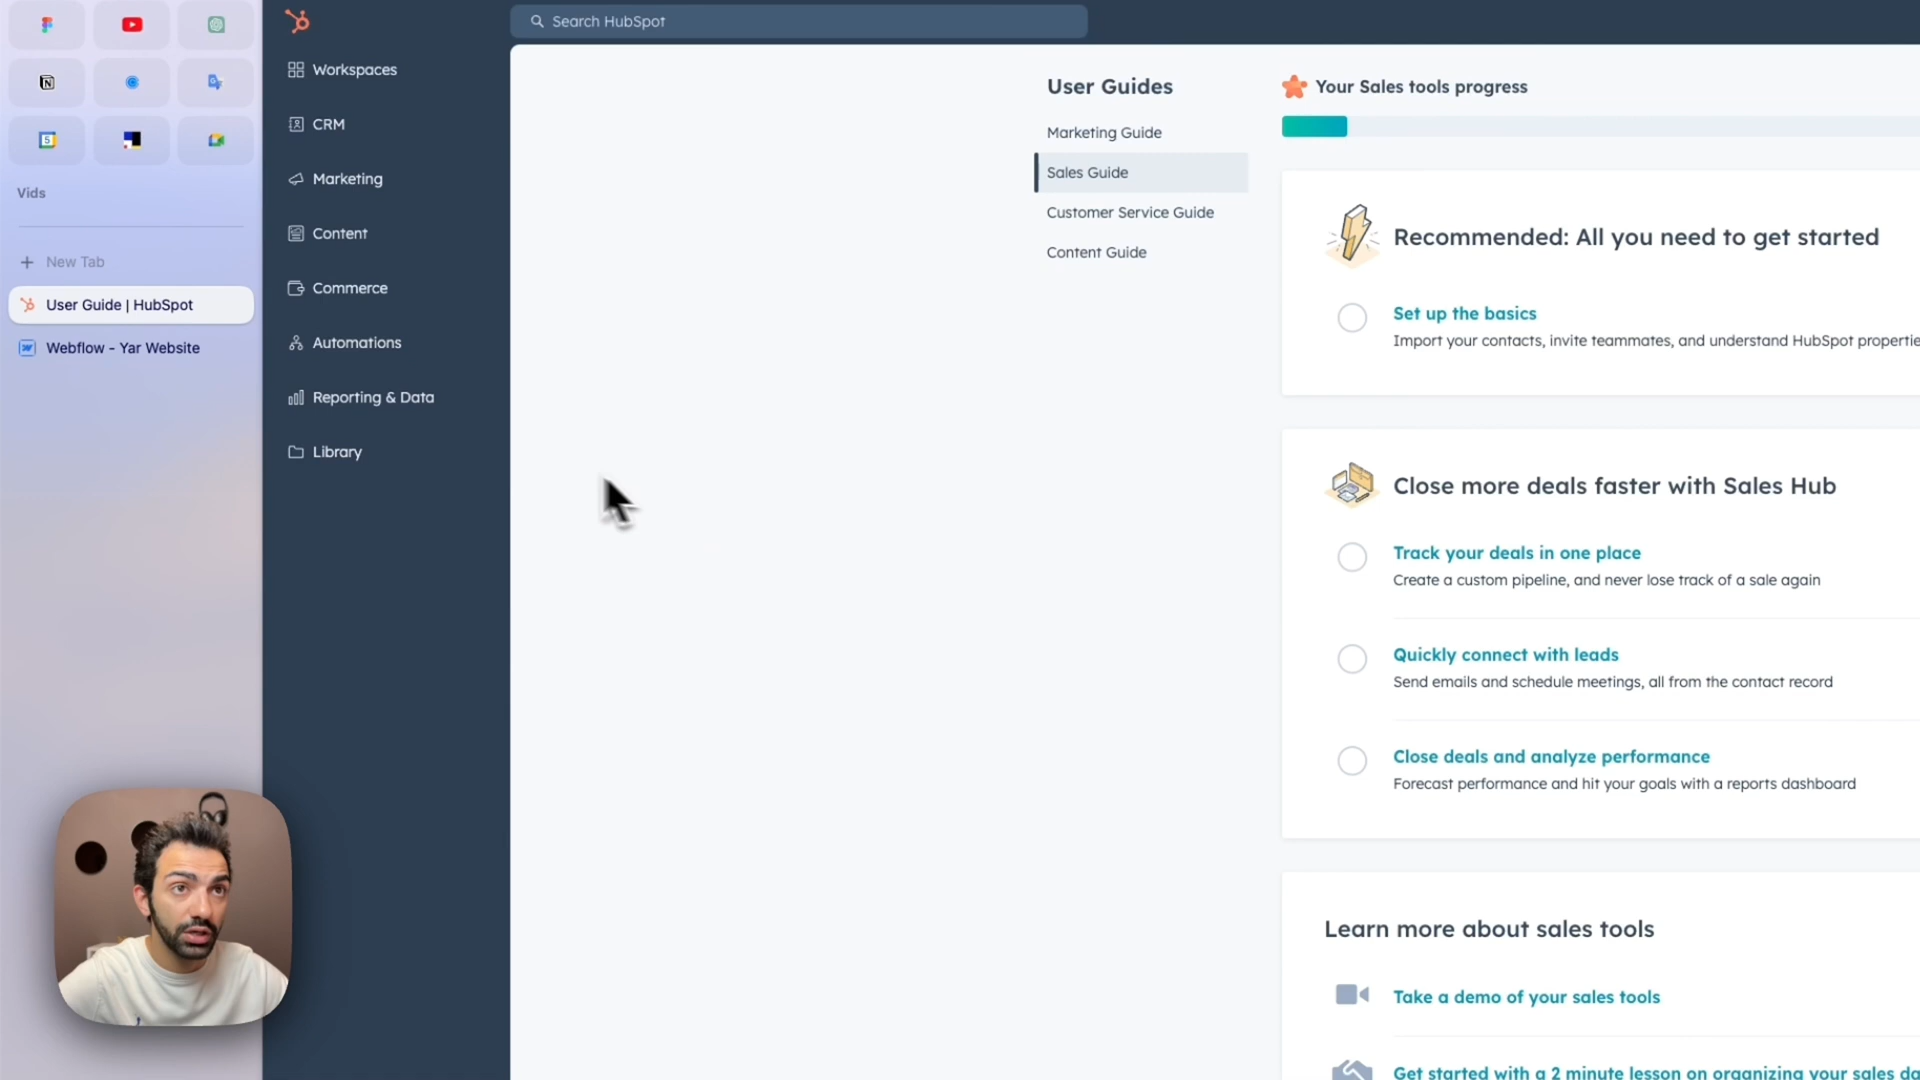 Search HubSpot
Vids
New Tab
User Guide | HubSpot
Webflow - Yar Website
Workspaces
CRM
Marketing
Content
Commerce
Automations
Reporting & Data
Library
User Guides
Marketing Guide
Sales Guide
Customer Service Guide
Content Guide
Your Sales tools progress
Recommended: All you need to get started
Set up the basics
Import your contacts, invite teammates, and understand HubSpot propertie
Close more deals faster with Sales Hub
Track your deals in one place
Create a custom pipeline, and never lose track of a sale again
Quickly connect with leads
Send emails and schedule meetings, all from the contact record
Close deals and analyze performance
Forecast performance and hit your goals with a reports dashboard
Learn more about sales tools
Take a demo of your sales tools
Get started with a 2 minute lesson on organizing your sales da